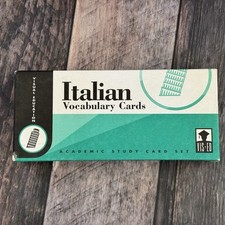 VISUAL EDUCATION
Italian
Vocabulary Cards
ACADEMIC STUDY CARD SET
VIS-ED